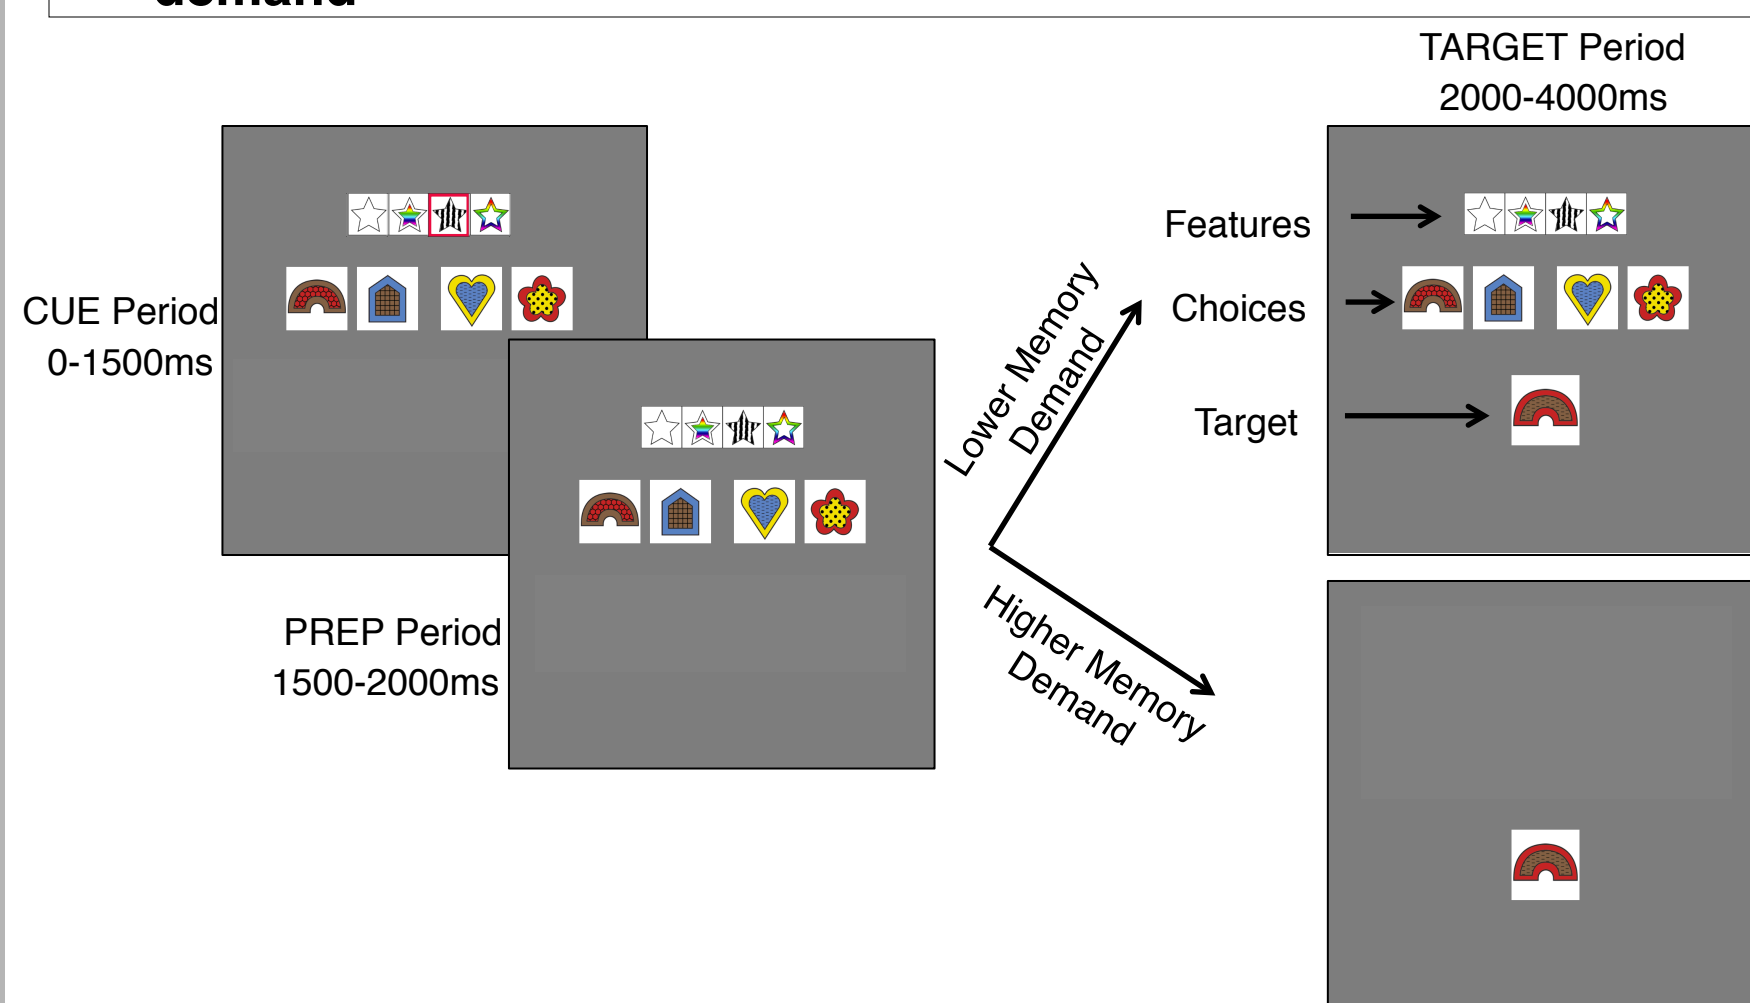 demand
TARGET Period
2000-4000ms
Features
Choices
Target
CUE Period
0-1500ms
PREP Period
1500-2000ms
Lower Memory
Demand
Higher Memory
Demand